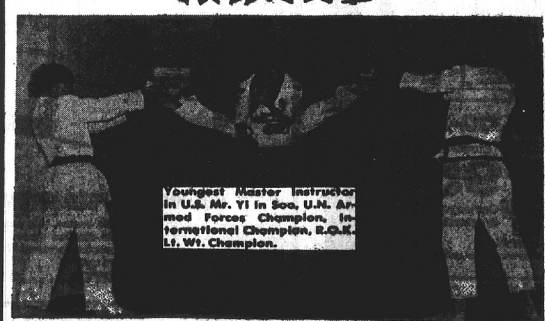 Youngest Master Instructor
in U.S. Mr. Yi In Soo, U.N. Ar-
med Forces Champion, In-
ternational Champion, R.O.K.
Lt. Wt. Champion.